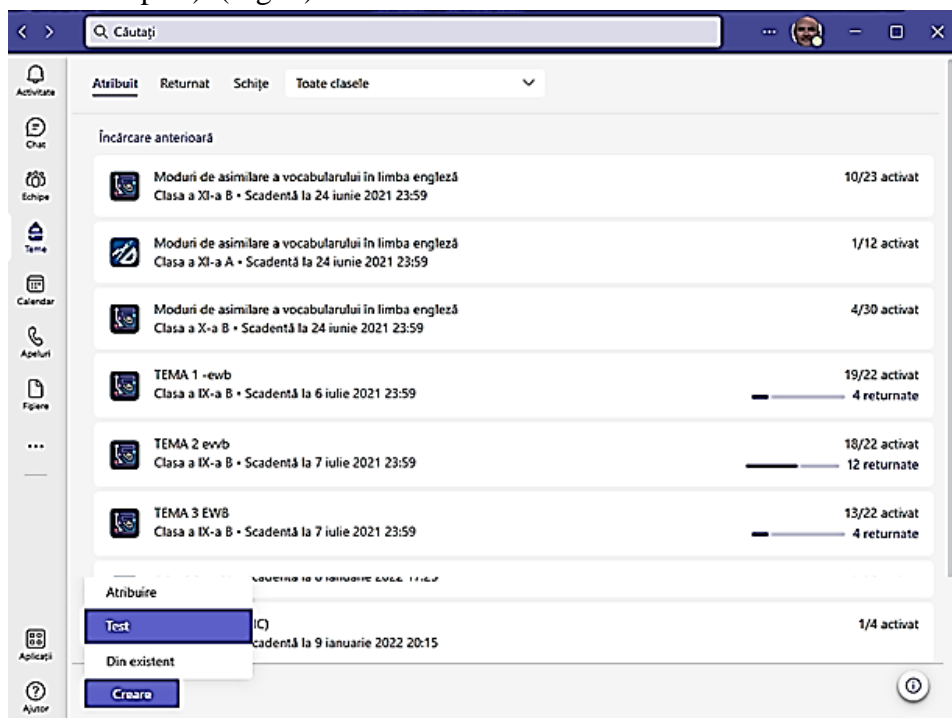 Căutați
Activitate
Chat
Echipe
Teme
Calendar
Apeluri
Fișiere
Aplicații
Ajutor
Atribuit Returnat Schițe Toate clasele
Încărcare anterioară
Moduri de asimilare a vocabularului în limba engleză
Clasa a XI-a B • Scadentă la 24 iunie 2021 23:59
10/23 activat
Moduri de asimilare a vocabularului în limba engleză
Clasa a XI-a A • Scadentă la 24 iunie 2021 23:59
1/12 activat
Moduri de asimilare a vocabularului în limba engleză
Clasa a X-a B • Scadentă la 24 iunie 2021 23:59
4/30 activat
TEMA 1 -ewb
Clasa a IX-a B • Scadentă la 6 iulie 2021 23:59
19/22 activat
4 returnate
TEMA 2 evvb
Clasa a IX-a B • Scadentă la 7 iulie 2021 23:59
18/22 activat
12 returnate
TEMA 3 EWB
Clasa a IX-a B • Scadentă la 7 iulie 2021 23:59
13/22 activat
4 returnate
ianuarie 2022 17:25
IC)
cadentă la 9 ianuarie 2022 20:15
1/4 activat
Atribuire
Test
Din existent
Creare